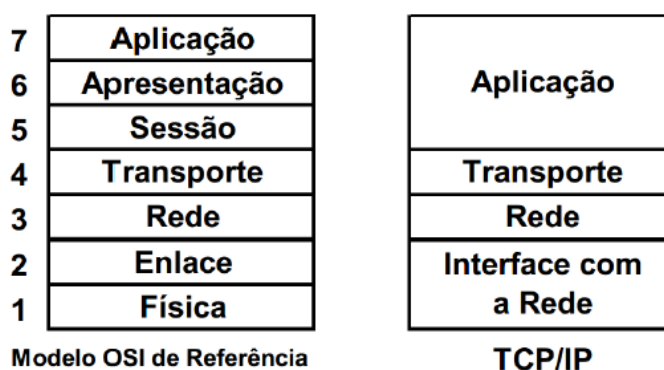 7 Aplicação
6 Apresentação
5 Sessão
4 Transporte
3 Rede
2 Enlace
1 Física
Modelo OSI de Referência
Aplicação
Transporte
Rede
Interface com
a Rede
TCP/IP